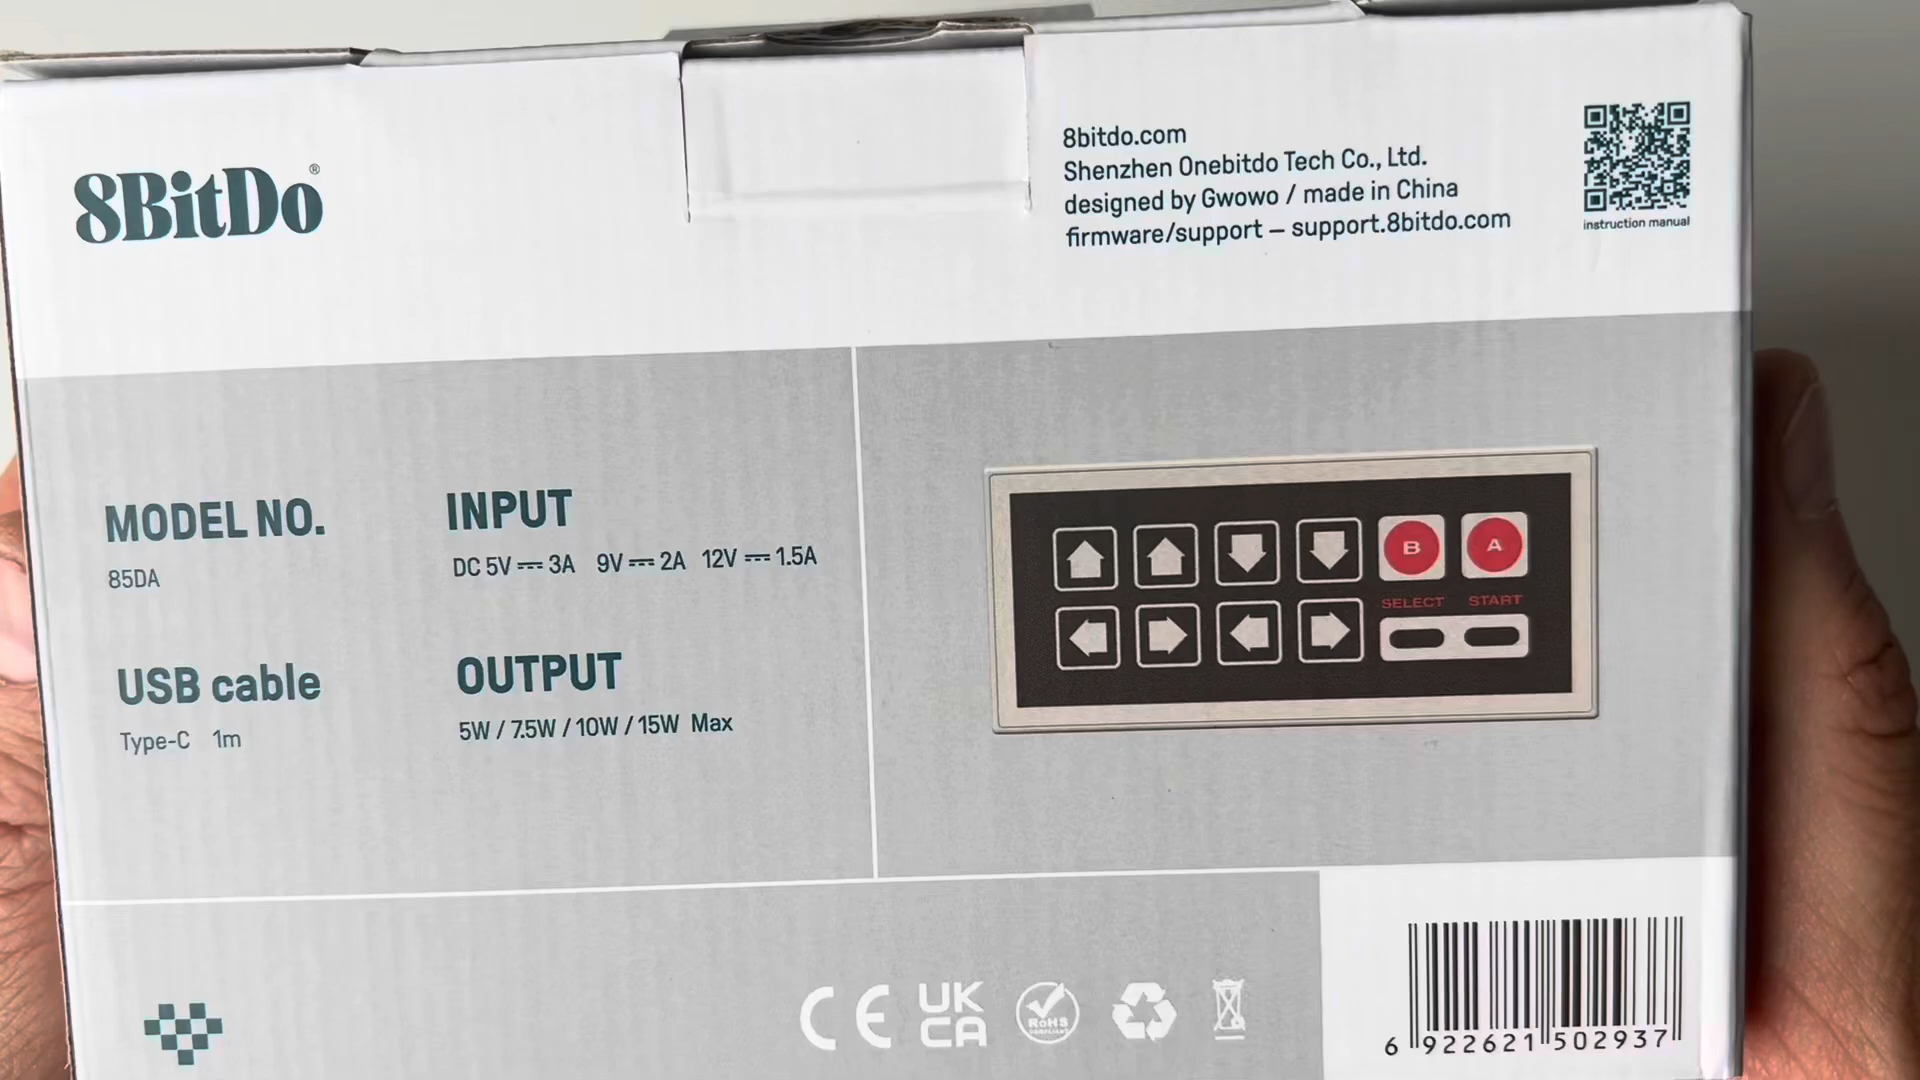 8BitDo®
8bitdo.com
Shenzhen Onebitdo Tech Co., Ltd.
designed by Gwowo / made in China
firmware/support – support.8bitdo.com
instruction manual
MODEL NO.
85DA
INPUT
DC 5V ⎓ 3A 9V ⎓ 2A 12V ⎓ 1.5A
USB cable
Type-C 1m
OUTPUT
5W / 7.5W / 10W / 15W Max
B A
SELECT START
CE
UK
CA
RoHS
COMPLIANT
6 922621 502937